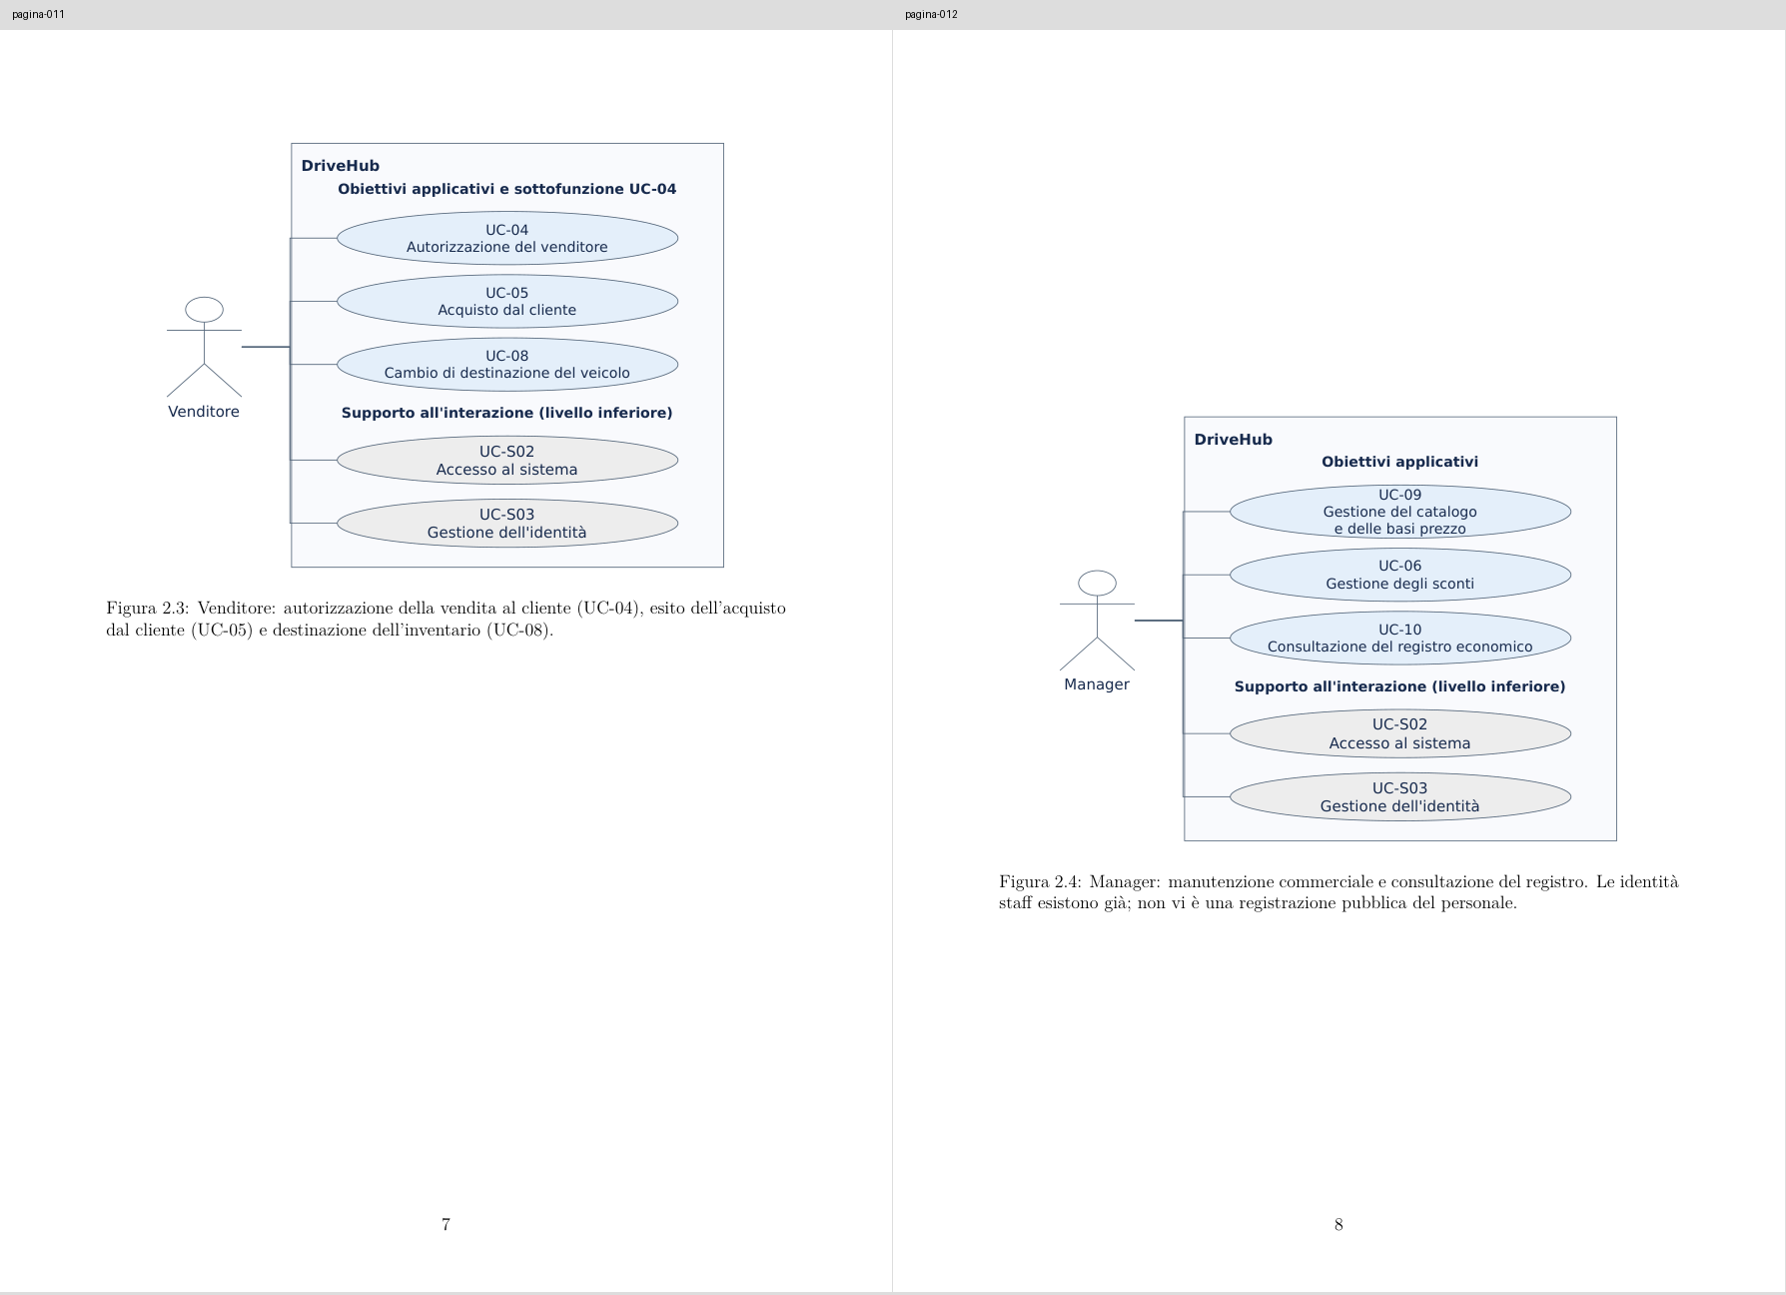 pagina-011
DriveHub
Obiettivi applicativi e sottofunzione UC-04
UC-04
Autorizzazione del venditore
UC-05
Acquisto dal cliente
UC-08
Cambio di destinazione del veicolo
Venditore
Supporto all'interazione (livello inferiore)
UC-S02
Accesso al sistema
UC-S03
Gestione dell'identità
Figura 2.3: Venditore: autorizzazione della vendita al cliente (UC-04), esito dell'acquisto
dal cliente (UC-05) e destinazione dell'inventario (UC-08).
7
pagina-012
DriveHub
Obiettivi applicativi
UC-09
Gestione del catalogo
e delle basi prezzo
UC-06
Gestione degli sconti
UC-10
Consultazione del registro economico
Manager
Supporto all'interazione (livello inferiore)
UC-S02
Accesso al sistema
UC-S03
Gestione dell'identità
Figura 2.4: Manager: manutenzione commerciale e consultazione del registro. Le identità
staff esistono già; non vi è una registrazione pubblica del personale.
8